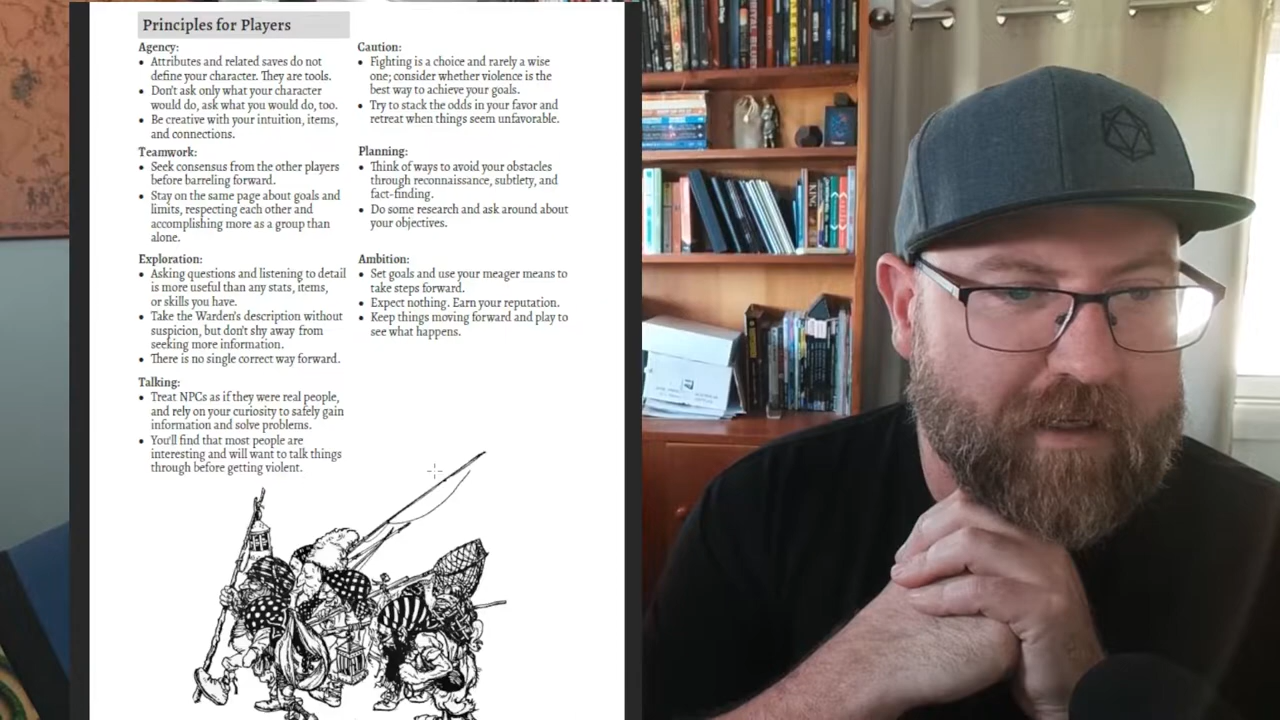 Principles for Players
Agency:
• Attributes and related saves do not
define your character. They are tools.
• Don't ask only what your character
would do, ask what you would do, too.
• Be creative with your intuition, items,
and connections.
Teamwork:
• Seek consensus from the other players
before barreling forward.
• Stay on the same page about goals and
limits, respecting each other and
accomplishing more as a group than
alone.
Exploration:
• Asking questions and listening to detail
is more useful than any stats, items,
or skills you have.
• Take the Warden's description without
suspicion, but don't shy away from
seeking more information.
• There is no single correct way forward.
Talking:
• Treat NPCs as if they were real people,
and rely on your curiosity to safely gain
information and solve problems.
• You'll find that most people are
interesting and will want to talk things
through before getting violent.
Caution:
• Fighting is a choice and rarely a wise
one; consider whether violence is the
best way to achieve your goals.
• Try to stack the odds in your favor and
retreat when things seem unfavorable.
Planning:
• Think of ways to avoid your obstacles
through reconnaissance, subtlety, and
fact-finding.
• Do some research and ask around about
your objectives.
Ambition:
• Set goals and use your meager means to
take steps forward.
• Expect nothing. Earn your reputation.
• Keep things moving forward and play to
see what happens.
KING